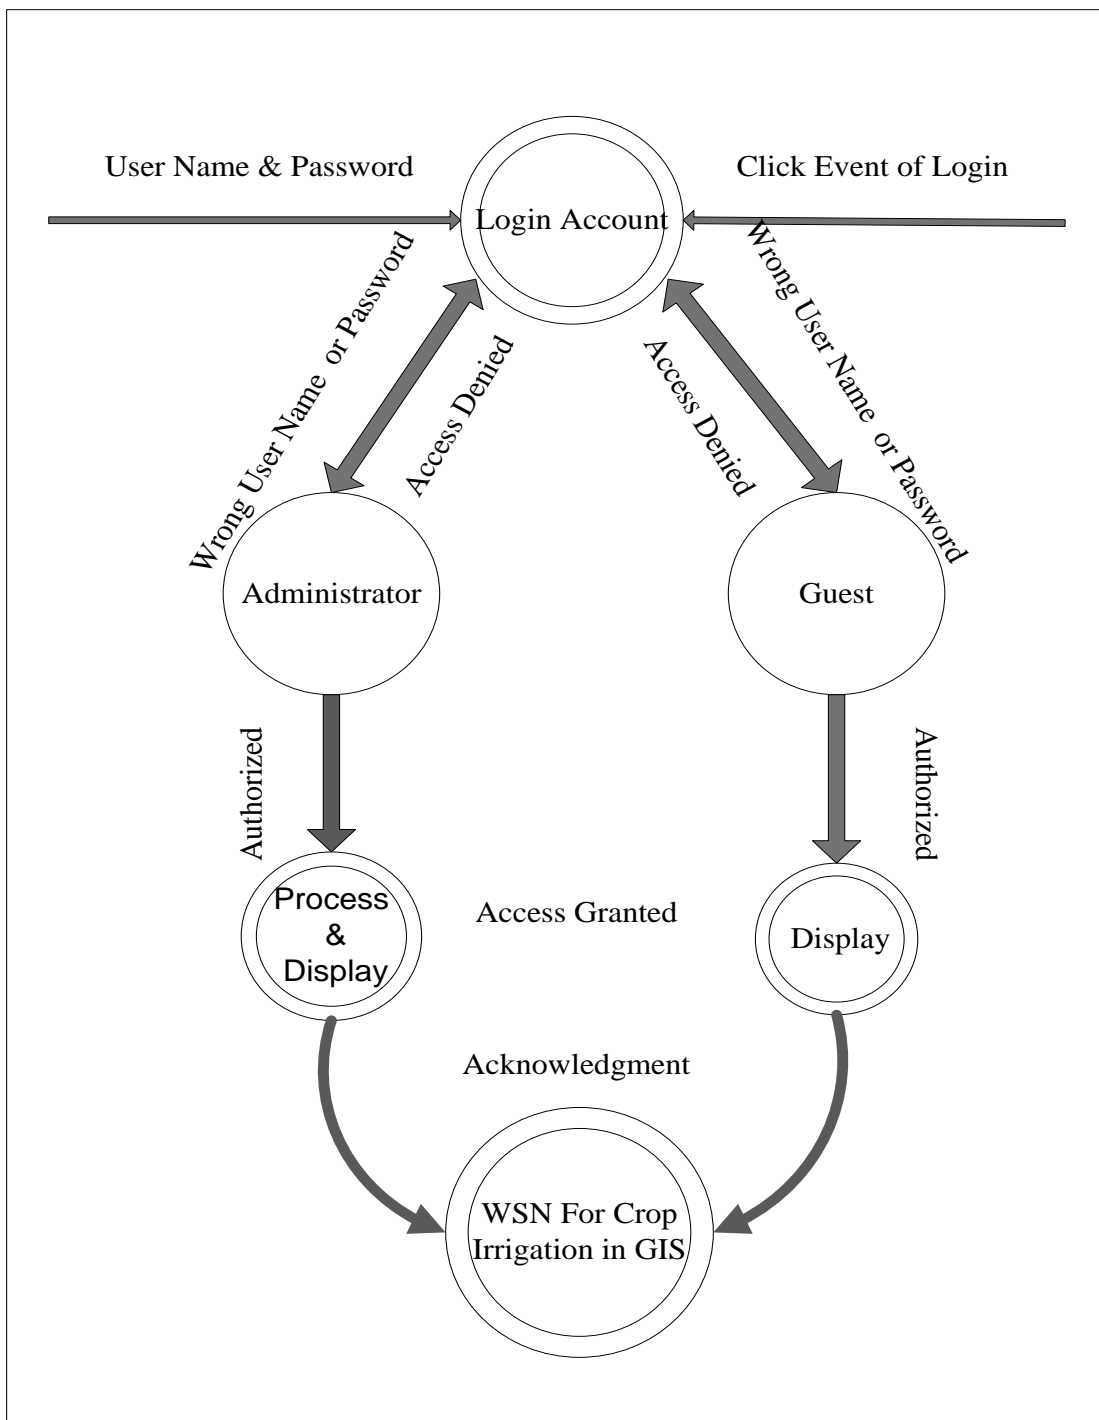 User Name & Password
Click Event of Login
Login Account
Wrong User Name or Password
Access Denied
Access Denied
Wrong User Name or Password
Administrator
Guest
Authorized
Authorized
Process
&
Display
Access Granted
Display
Acknowledgment
WSN For Crop
Irrigation in GIS